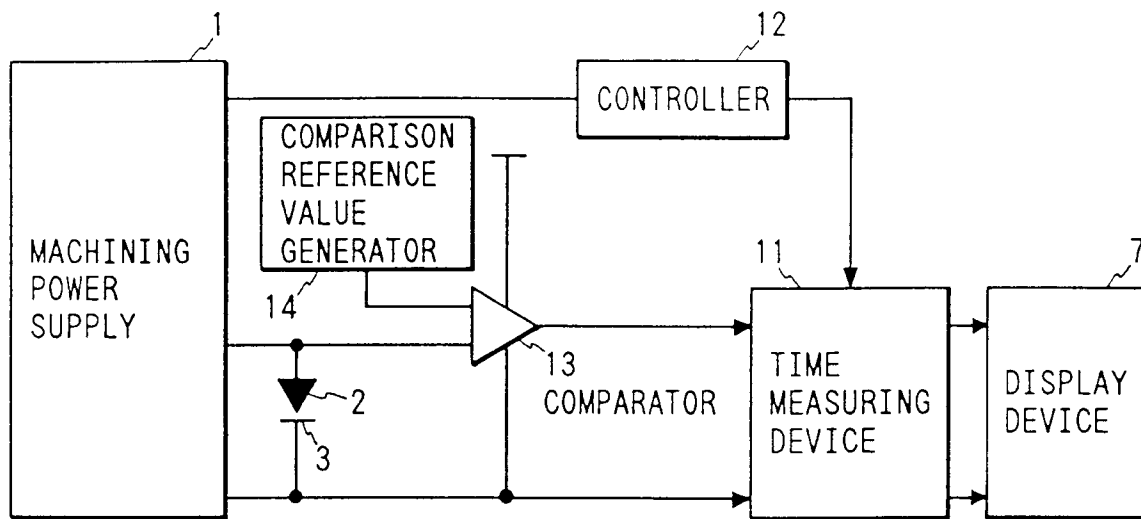 1
12
CONTROLLER
COMPARISON
REFERENCE
VALUE
GENERATOR
MACHINING
POWER
SUPPLY
14
11
7
13
COMPARATOR
TIME
MEASURING
DEVICE
DISPLAY
DEVICE
2
3